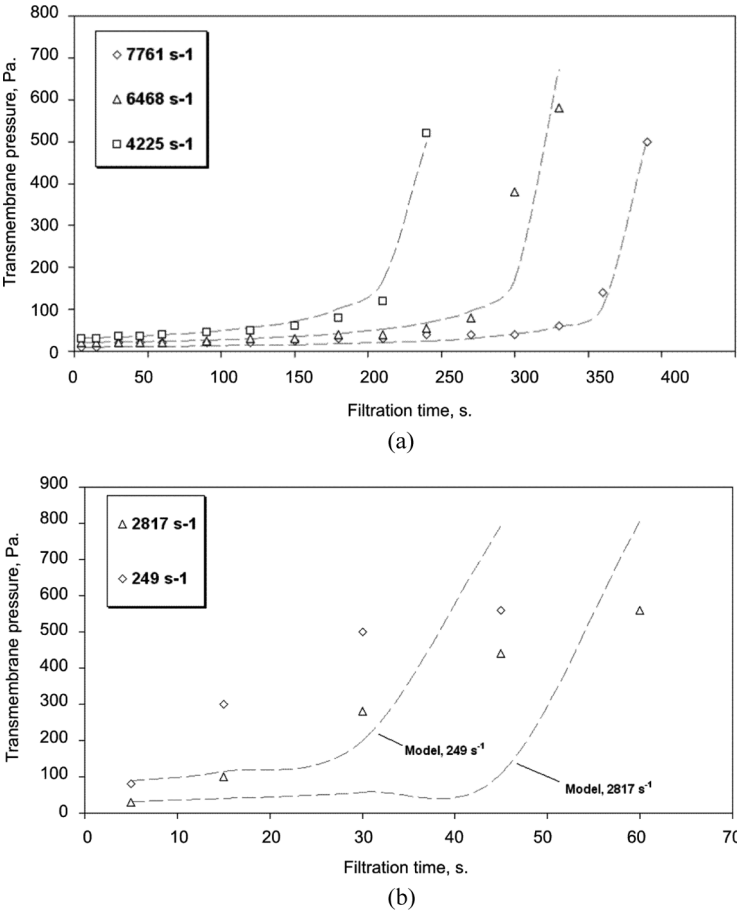 800
700
600
500
400
300
200
100
0
Transmembrane pressure, Pa.
7761 s-1
6468 s-1
4225 s-1
0 50 100 150 210 300 360 400
Filtration time, s.
(a)
900
800
700
600
500
400
300
200
100
0
Transmembrane pressure, Pa.
2817 s-1
249 s-1
Model, 249 s⁻¹
Model, 2817 s⁻¹
0 10 20 30 40 50 60 70
Filtration time, s.
(b)